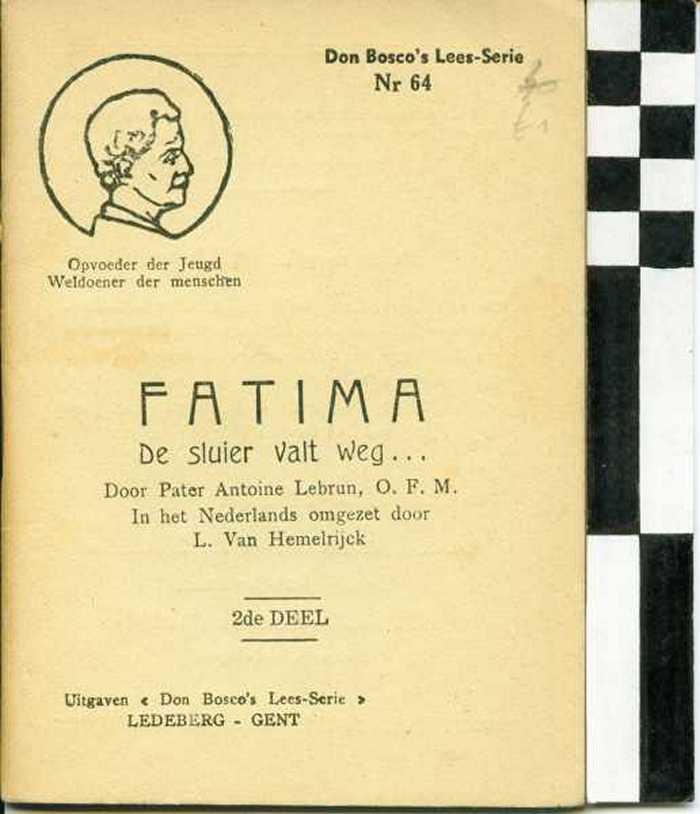 Don Bosco's Lees-Serie
Nr 64
Opvoeder der Jeugd
Weldoener der menschen
FATIMA
De sluier valt weg...
Door Pater Antoine Lebrun, O. F. M.
In het Nederlands omgezet door
L. Van Hemelrijck
2de DEEL
Uitgaven « Don Bosco's Lees-Serie »
LEDEBERG - GENT